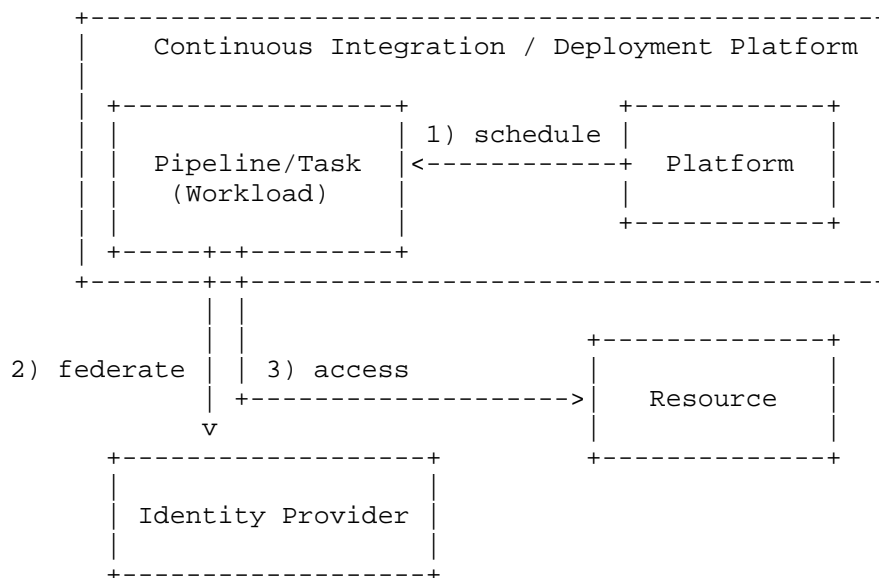 Continuous Integration / Deployment Platform
1) schedule
Pipeline/Task
Platform
(Workload)
2) federate
3) access
Resource
v
Identity Provider